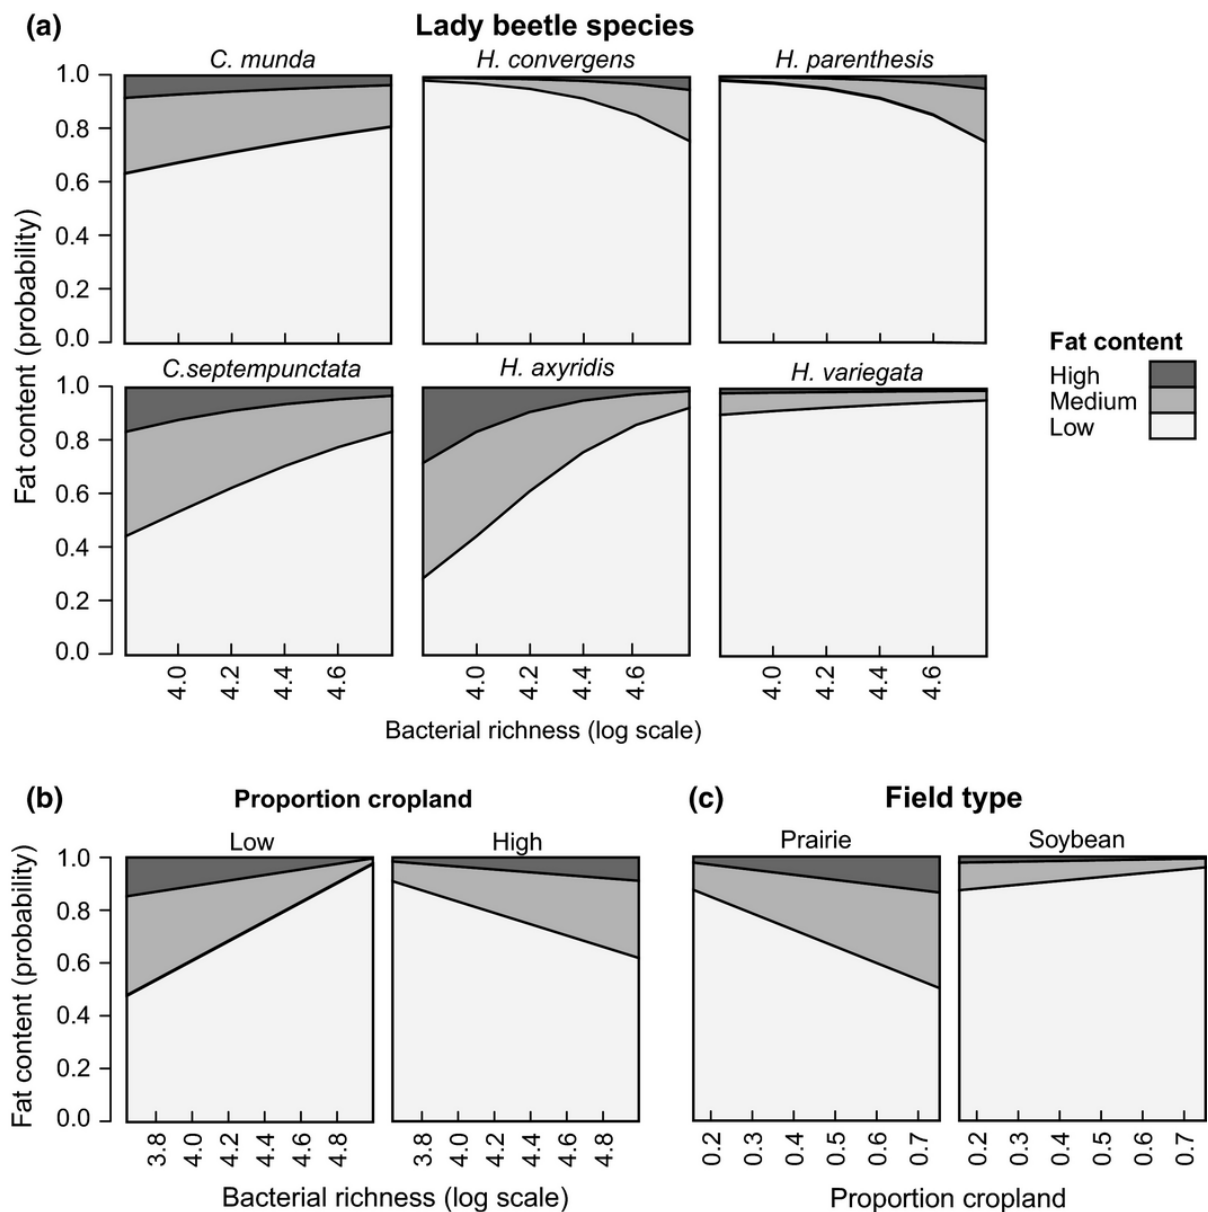 (a) Lady beetle species
C. munda H. convergens H. parenthesis
1.0
0.8
0.6
0.4
0.2
0.0
Fat content (probability)
C.septempunctata H. axyridis H. variegata
1.0
0.8
0.6
0.4
0.2
0.0
Fat content (probability)
4.0 4.2 4.4 4.6 4.0 4.2 4.4 4.6 4.0 4.2 4.4 4.6
Bacterial richness (log scale)
Fat content
High
Medium
Low
(b) Proportion cropland
Low High
1.0
0.8
0.6
0.4
0.2
0.0
Fat content (probability)
3.8 4.0 4.2 4.4 4.6 4.8 3.8 4.0 4.2 4.4 4.6 4.8
Bacterial richness (log scale)
(c) Field type
Prairie Soybean
0.2 0.3 0.4 0.5 0.6 0.7 0.2 0.3 0.4 0.5 0.6 0.7
Proportion cropland